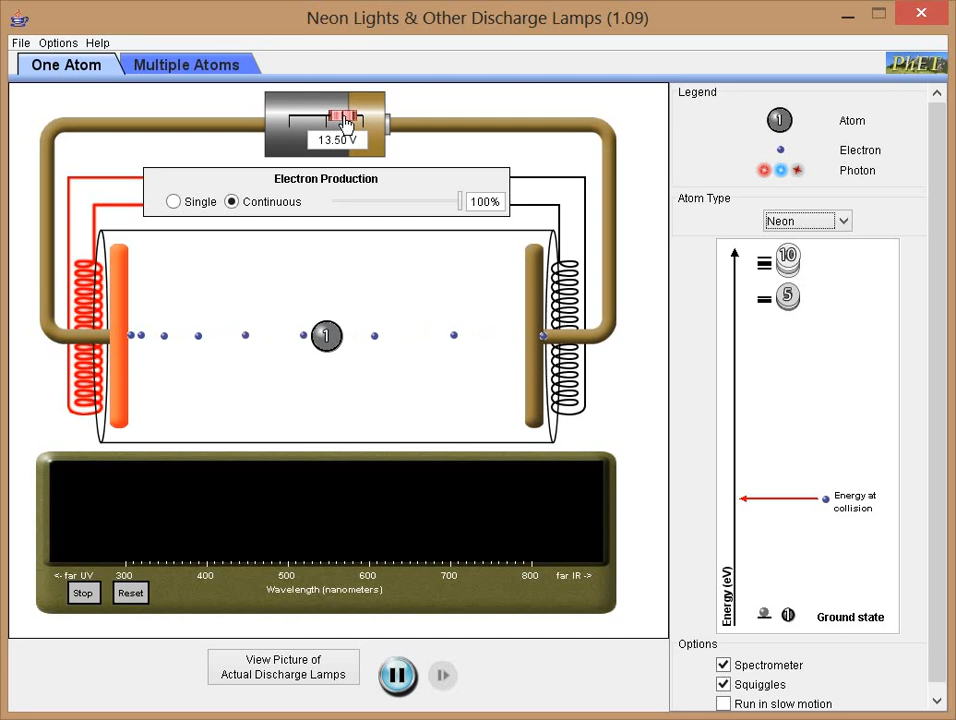 Neon Lights & Other Discharge Lamps (1.09)
File Options Help
One Atom Multiple Atoms
PhET
13.50 V
Electron Production
Single Continuous 100%
1
Legend
1 Atom
Electron
Photon
Atom Type
Neon
10
5
Energy at
collision
Energy (eV)
1 Ground state
<- far UV 300 400 500 600 700 800 far IR ->
Wavelength (nanometers)
Stop Reset
View Picture of
Actual Discharge Lamps
Options
Spectrometer
Squiggles
Run in slow motion